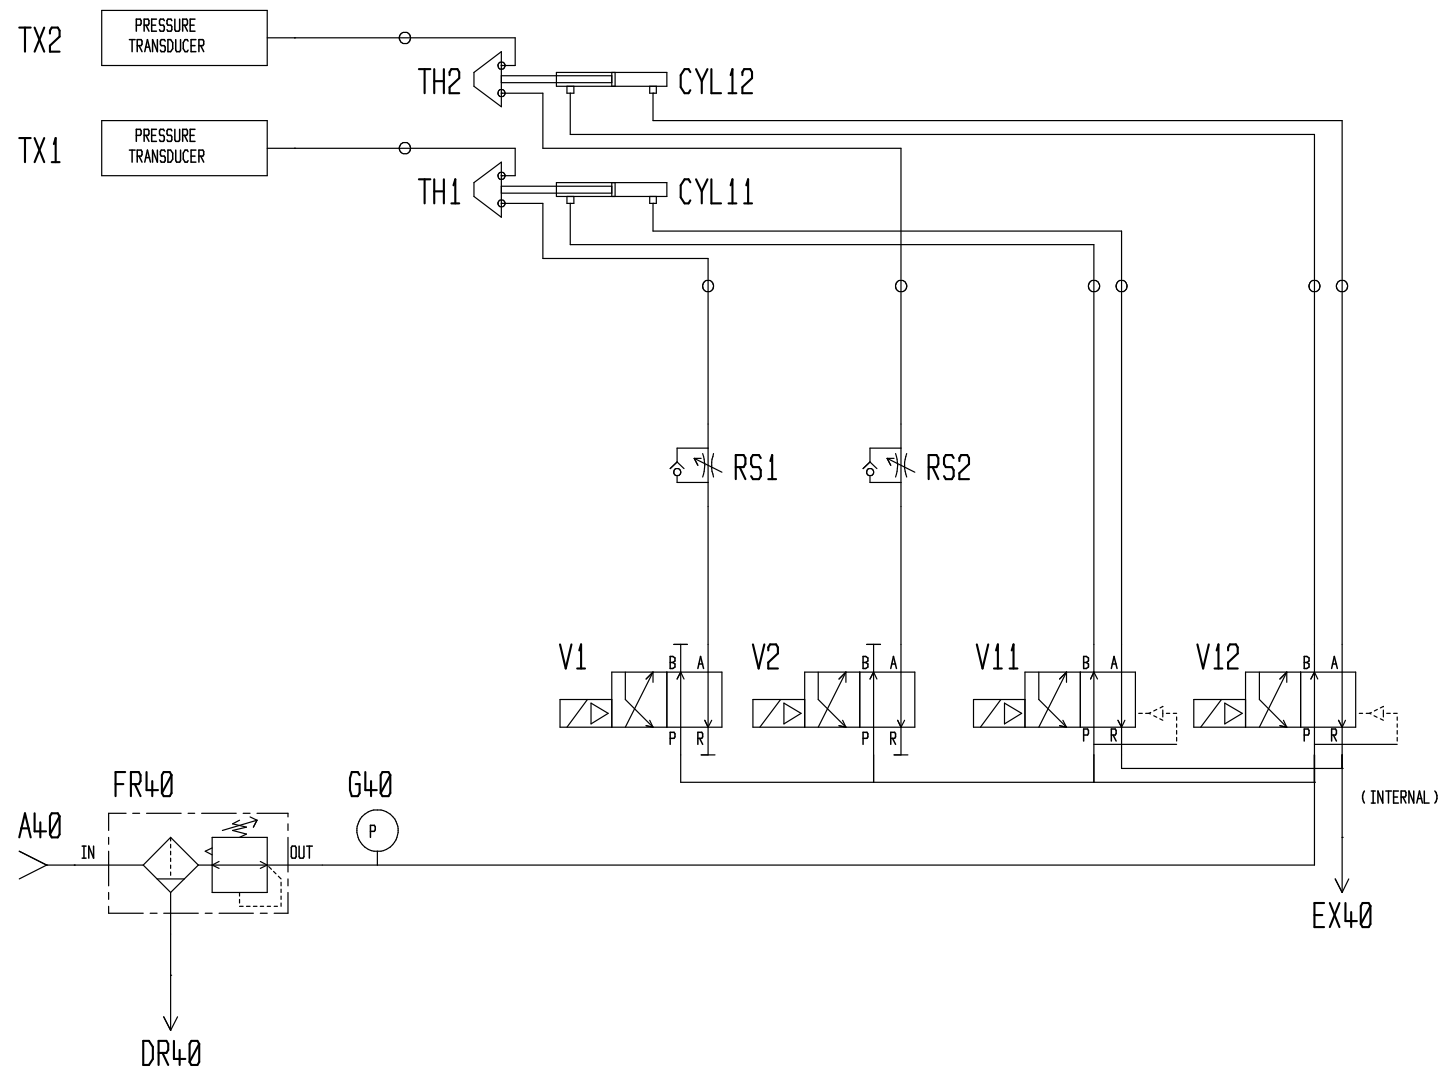 TX2
PRESSURE
TRANSDUCER
TH2
CYL12
TX1
PRESSURE
TRANSDUCER
TH1
CYL11
RS1
RS2
V1
B A
P R
V2
B A
P R
V11
B A
P R
V12
B A
P R
FR40
G40
P
(INTERNAL)
A40
IN
OUT
EX40
DR40